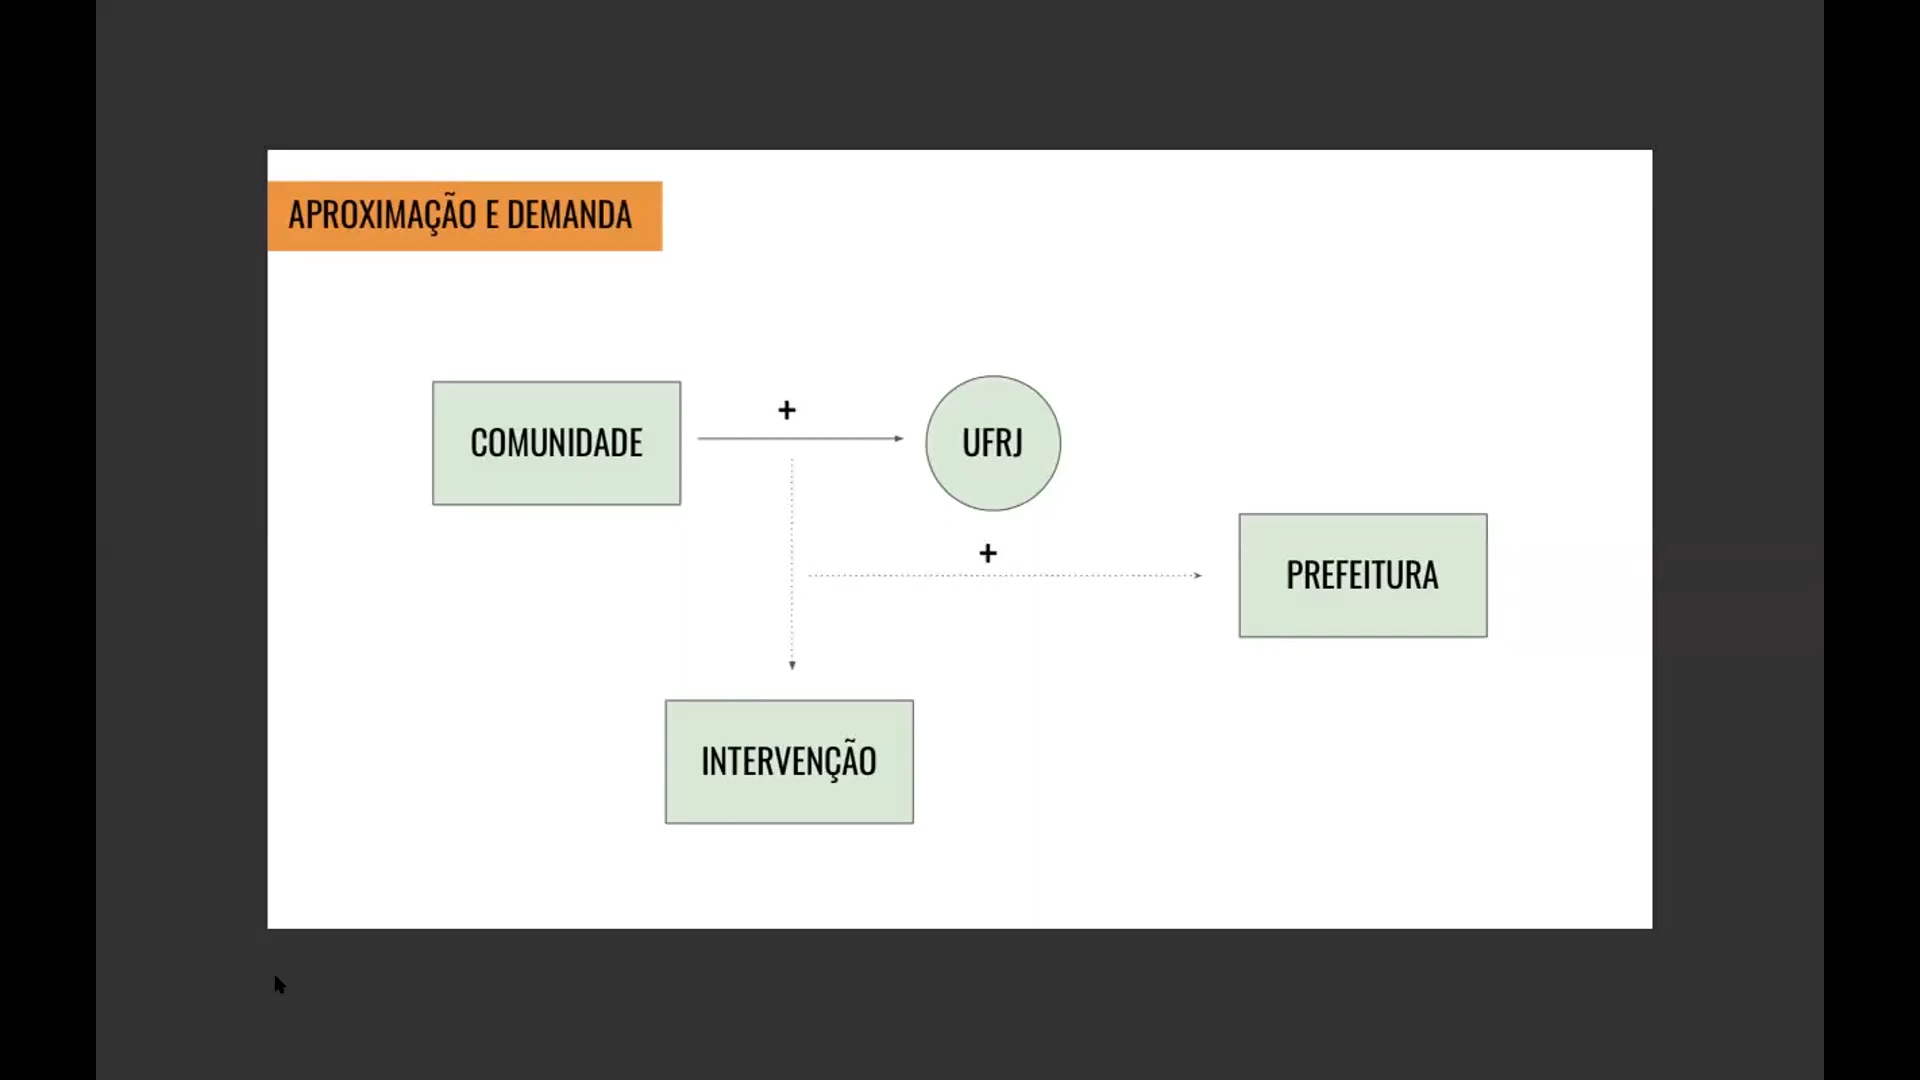 APROXIMAÇÃO E DEMANDA
COMUNIDADE
+
UFRJ
+
PREFEITURA
INTERVENÇÃO